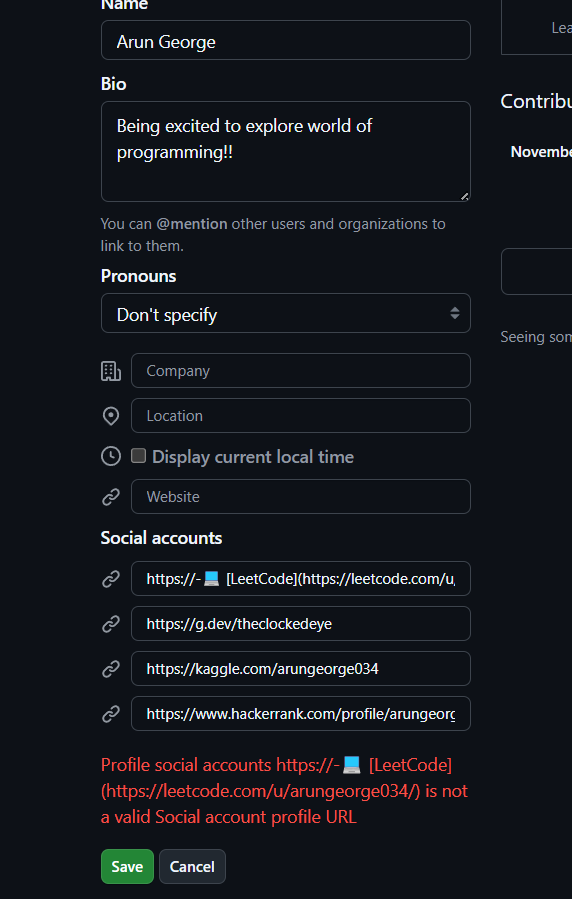 Name
Arun George
Lea
Bio
Contribu
Being excited to explore world of
programming!!
Novembe
You can @mention other users and organizations to
link to them.
Pronouns
Don't specify
Seeing som
Company
Location
Display current local time
Website
Social accounts
https://-💻 [LeetCode](https://leetcode.com/u,
https://g.dev/theclockedeye
https://kaggle.com/arungeorge034
https://www.hackerrank.com/profile/arungeorg
Profile social accounts https://-💻 [LeetCode]
(https://leetcode.com/u/arungeorge034/) is not
a valid Social account profile URL
Save Cancel